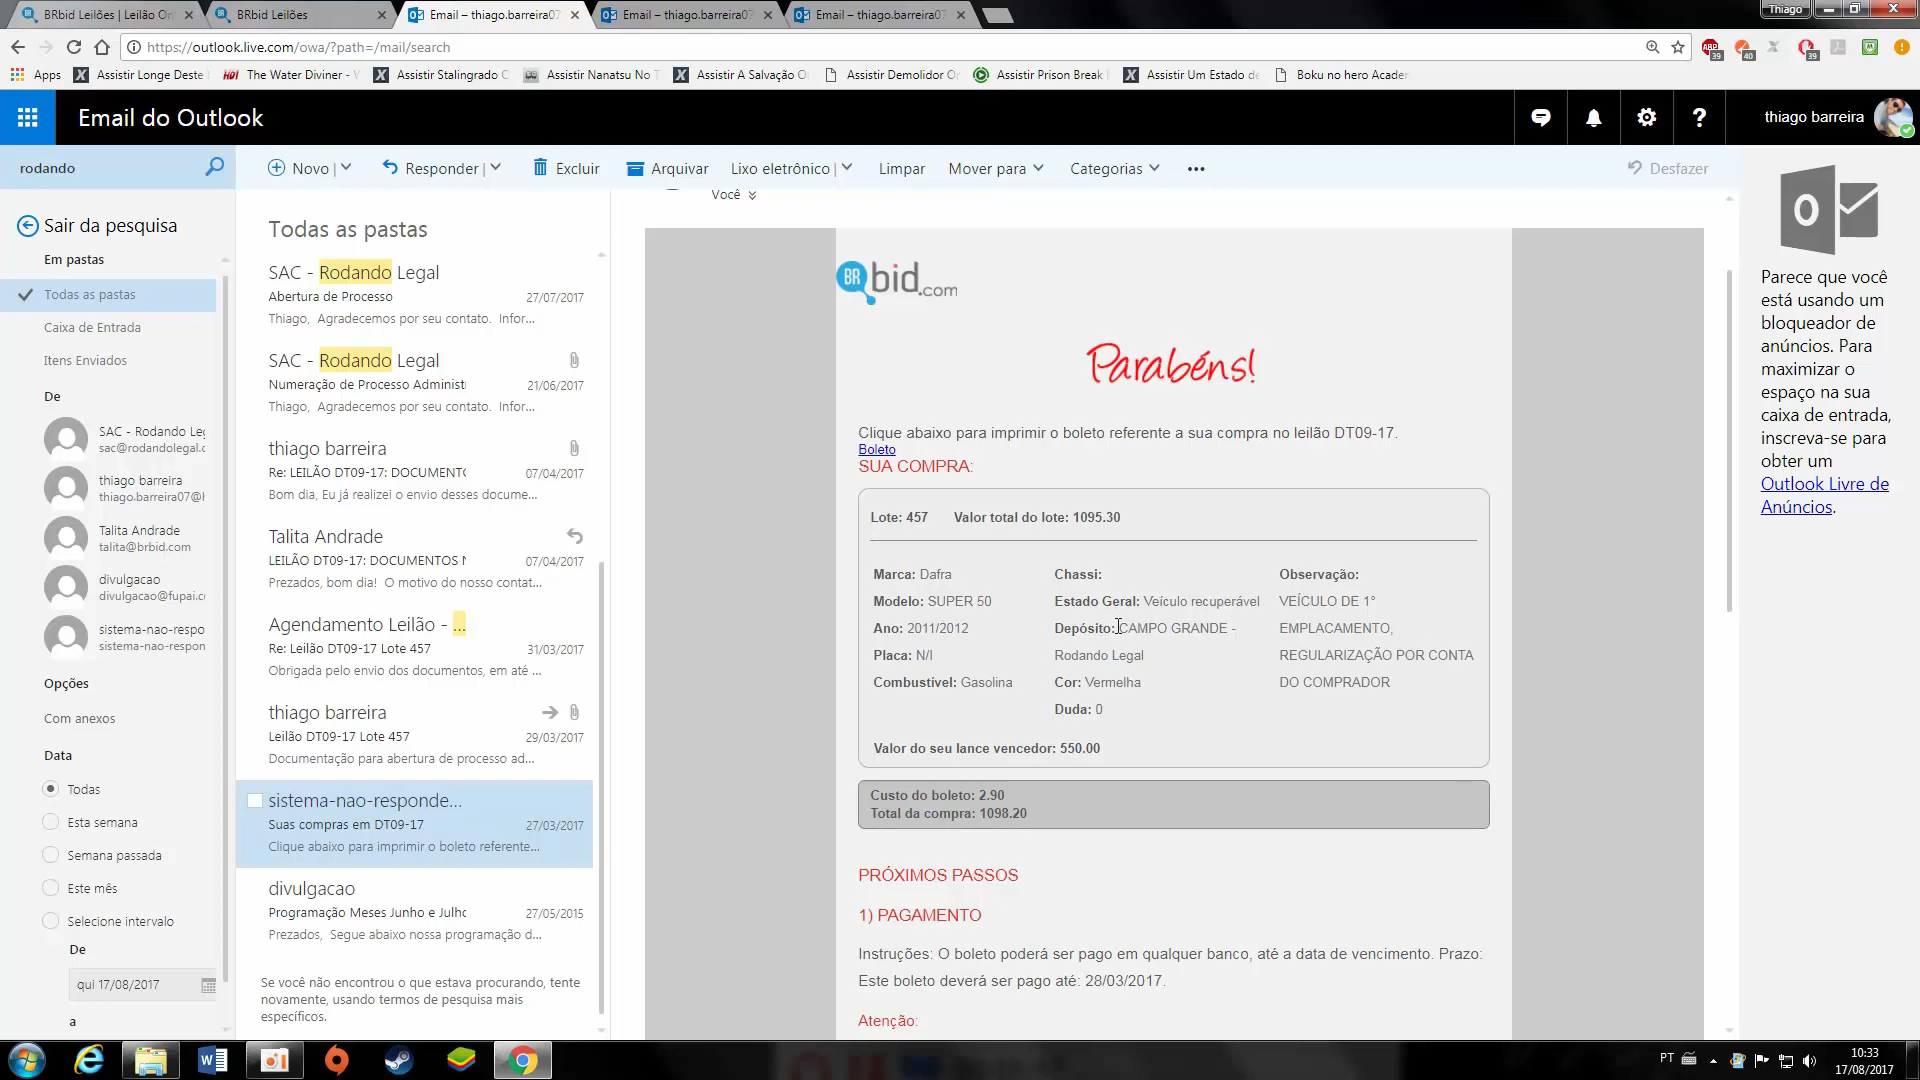 BRbid Leilões | Leilão On
BRbid Leilões
Email – thiago.barreira07
Email – thiago.barreira07
Email – thiago.barreira07
Thiago
https://outlook.live.com/owa/?path=/mail/search
Apps
Assistir Longe Deste
The Water Diviner -
Assistir Stalingrado
Assistir Nanatsu No T
Assistir A Salvação O
Assistir Demolidor Or
Assistir Prison Break
Assistir Um Estado de
Boku no hero Acader
Email do Outlook
thiago barreira
rodando
Novo
Responder
Excluir
Arquivar
Lixo eletrônico
Limpar
Mover para
Categorias
Desfazer
Sair da pesquisa
Em pastas
Todas as pastas
Caixa de Entrada
Itens Enviados
De
SAC - Rodando Leg
sac@rodandolegal.c
thiago barreira
thiago.barreira07@h
Talita Andrade
talita@brbid.com
divulgacao
divulgacao@fupai.co
sistema-nao-respo
sistema-nao-respon
Opções
Com anexos
Data
Todas
Esta semana
Semana passada
Este mês
Selecione intervalo
De
qui 17/08/2017
a
Todas as pastas
SAC - Rodando Legal
Abertura de Processo 27/07/2017
Thiago, Agradecemos por seu contato. Infor...
SAC - Rodando Legal
Numeração de Processo Administ 21/06/2017
Thiago, Agradecemos por seu contato. Infor...
thiago barreira
Re: LEILÃO DT09-17: DOCUMENTO 07/04/2017
Bom dia, Eu já realizei o envio desses docume...
Talita Andrade
LEILÃO DT09-17: DOCUMENTOS N 07/04/2017
Prezados, bom dia! O motivo do nosso contat...
Agendamento Leilão - ...
Re: Leilão DT09-17 Lote 457 31/03/2017
Obrigada pelo envio dos documentos, em até ...
thiago barreira
Leilão DT09-17 Lote 457 29/03/2017
Documentação para abertura de processo ad...
sistema-nao-responde...
Suas compras em DT09-17 27/03/2017
Clique abaixo para imprimir o boleto referente...
divulgacao
Programação Meses Junho e Julho 27/05/2015
Prezados, Segue abaixo nossa programação d...
Se você não encontrou o que estava procurando, tente
novamente, usando termos de pesquisa mais
específicos.
Você
BRbid.com
Parabéns!
Clique abaixo para imprimir o boleto referente a sua compra no leilão DT09-17.
Boleto
SUA COMPRA:
Lote: 457 Valor total do lote: 1095.30
Marca: Dafra
Modelo: SUPER 50
Ano: 2011/2012
Placa: N/I
Combustível: Gasolina
Chassi:
Estado Geral: Veículo recuperável
Depósito: CAMPO GRANDE -
Rodando Legal
Cor: Vermelha
Duda: 0
Observação:
VEÍCULO DE 1°
EMPLACAMENTO,
REGULARIZAÇÃO POR CONTA
DO COMPRADOR
Valor do seu lance vencedor: 550.00
Custo do boleto: 2.90
Total da compra: 1098.20
PRÓXIMOS PASSOS
1) PAGAMENTO
Instruções: O boleto poderá ser pago em qualquer banco, até a data de vencimento. Prazo:
Este boleto deverá ser pago até: 28/03/2017.
Atenção:
Parece que você
está usando um
bloqueador de
anúncios. Para
maximizar o
espaço na sua
caixa de entrada,
inscreva-se para
obter um
Outlook Livre de
Anúncios.
PT
10:33
17/08/2017